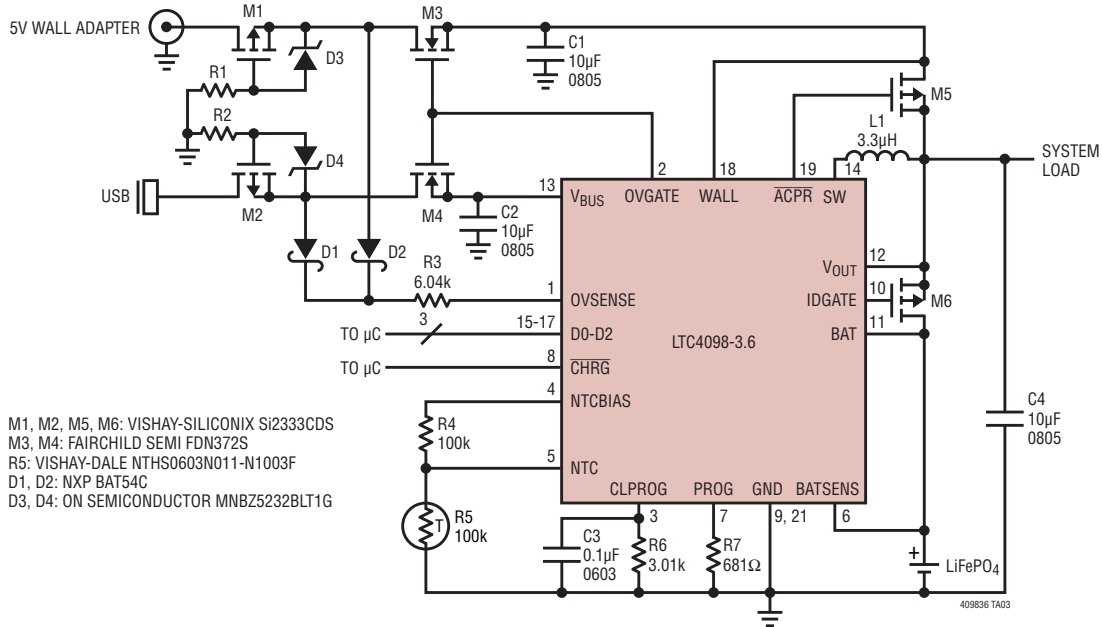 M1
M3
5V WALL ADAPTER
D3
C1
10µF
0805
R1
M5
R2
L1
3.3µH
D4
SYSTEM
LOAD
2
18
19
14
USB
13
VBUS
OVGATE
WALL
ACPR
SW
M2
M4
C2
10µF
0805
D1
D2
R3
6.04k
VOUT
12
1
OVSENSE
IDGATE
10
M6
3
15-17
TO µC
D0-D2
BAT
11
LTC4098-3.6
8
TO µC
CHRG
4
NTCBIAS
C4
10µF
0805
M1, M2, M5, M6: VISHAY-SILICONIX Si2333CDS
M3, M4: FAIRCHILD SEMI FDN372S
R5: VISHAY-DALE NTHS0603N011-N1003F
D1, D2: NXP BAT54C
D3, D4: ON SEMICONDUCTOR MNBZ5232BLT1G
R4
100k
5
NTC
CLPROG
PROG
GND
BATSENS
3
7
9, 21
6
T
R5
100k
C3
0.1µF
0603
R6
3.01k
R7
681Ω
+
LiFePO4
409836 TA03